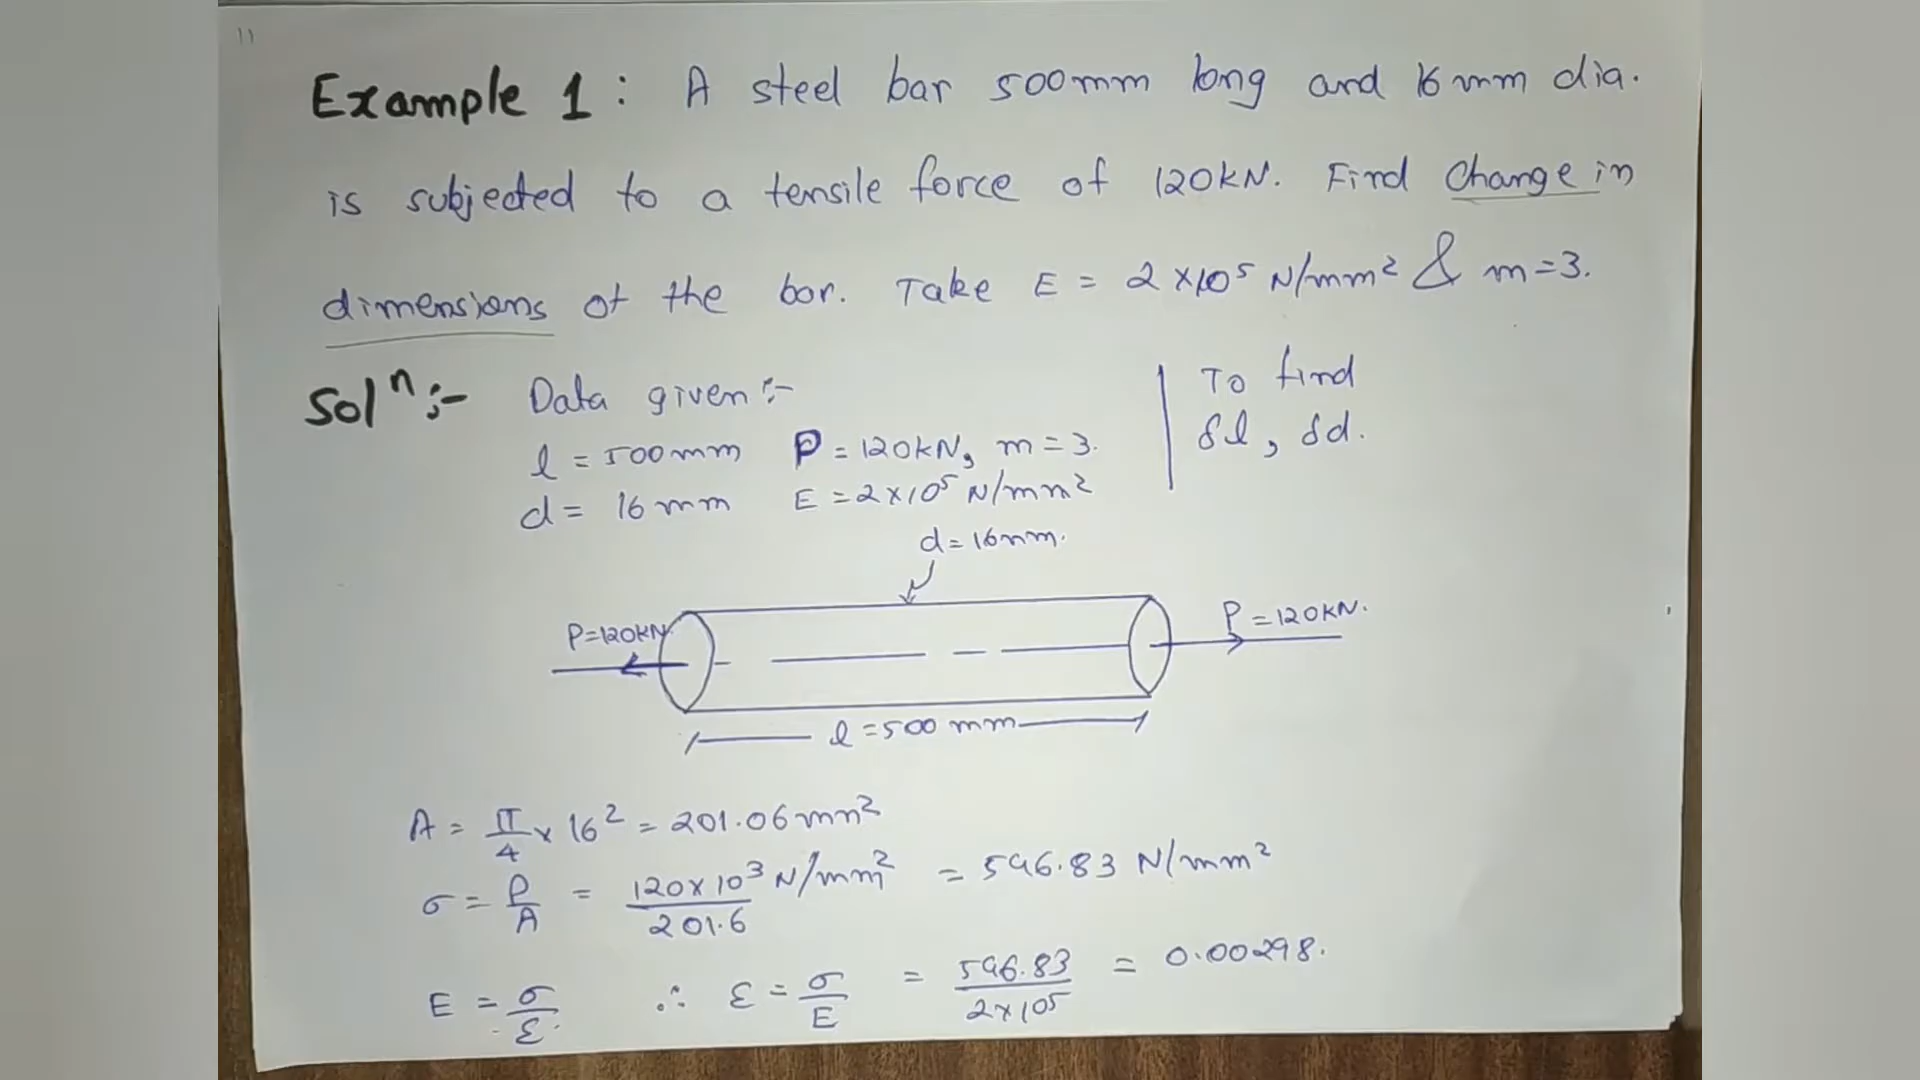 11
Example 1 : A steel bar 500mm long and 16 mm dia.
is subjected to a tensile force of 120kN. Find change in
dimensions of the bar. Take E = 2 × 10⁵ N/mm² & m = 3.
Solⁿ :- Data given :-
l = 500mm P = 120kN, m = 3.
d = 16 mm E = 2×10⁵ N/mm²
To find
δl, δd.
d = 16mm.
P=120kN.
P = 120kN.
l = 500 mm
A = π/4 × 16² = 201.06mm²
σ = P/A = 120×10³/201.6 N/mm² = 596.83 N/mm²
E = σ/ε ∴ ε = σ/E = 596.83/2×10⁵ = 0.00298.